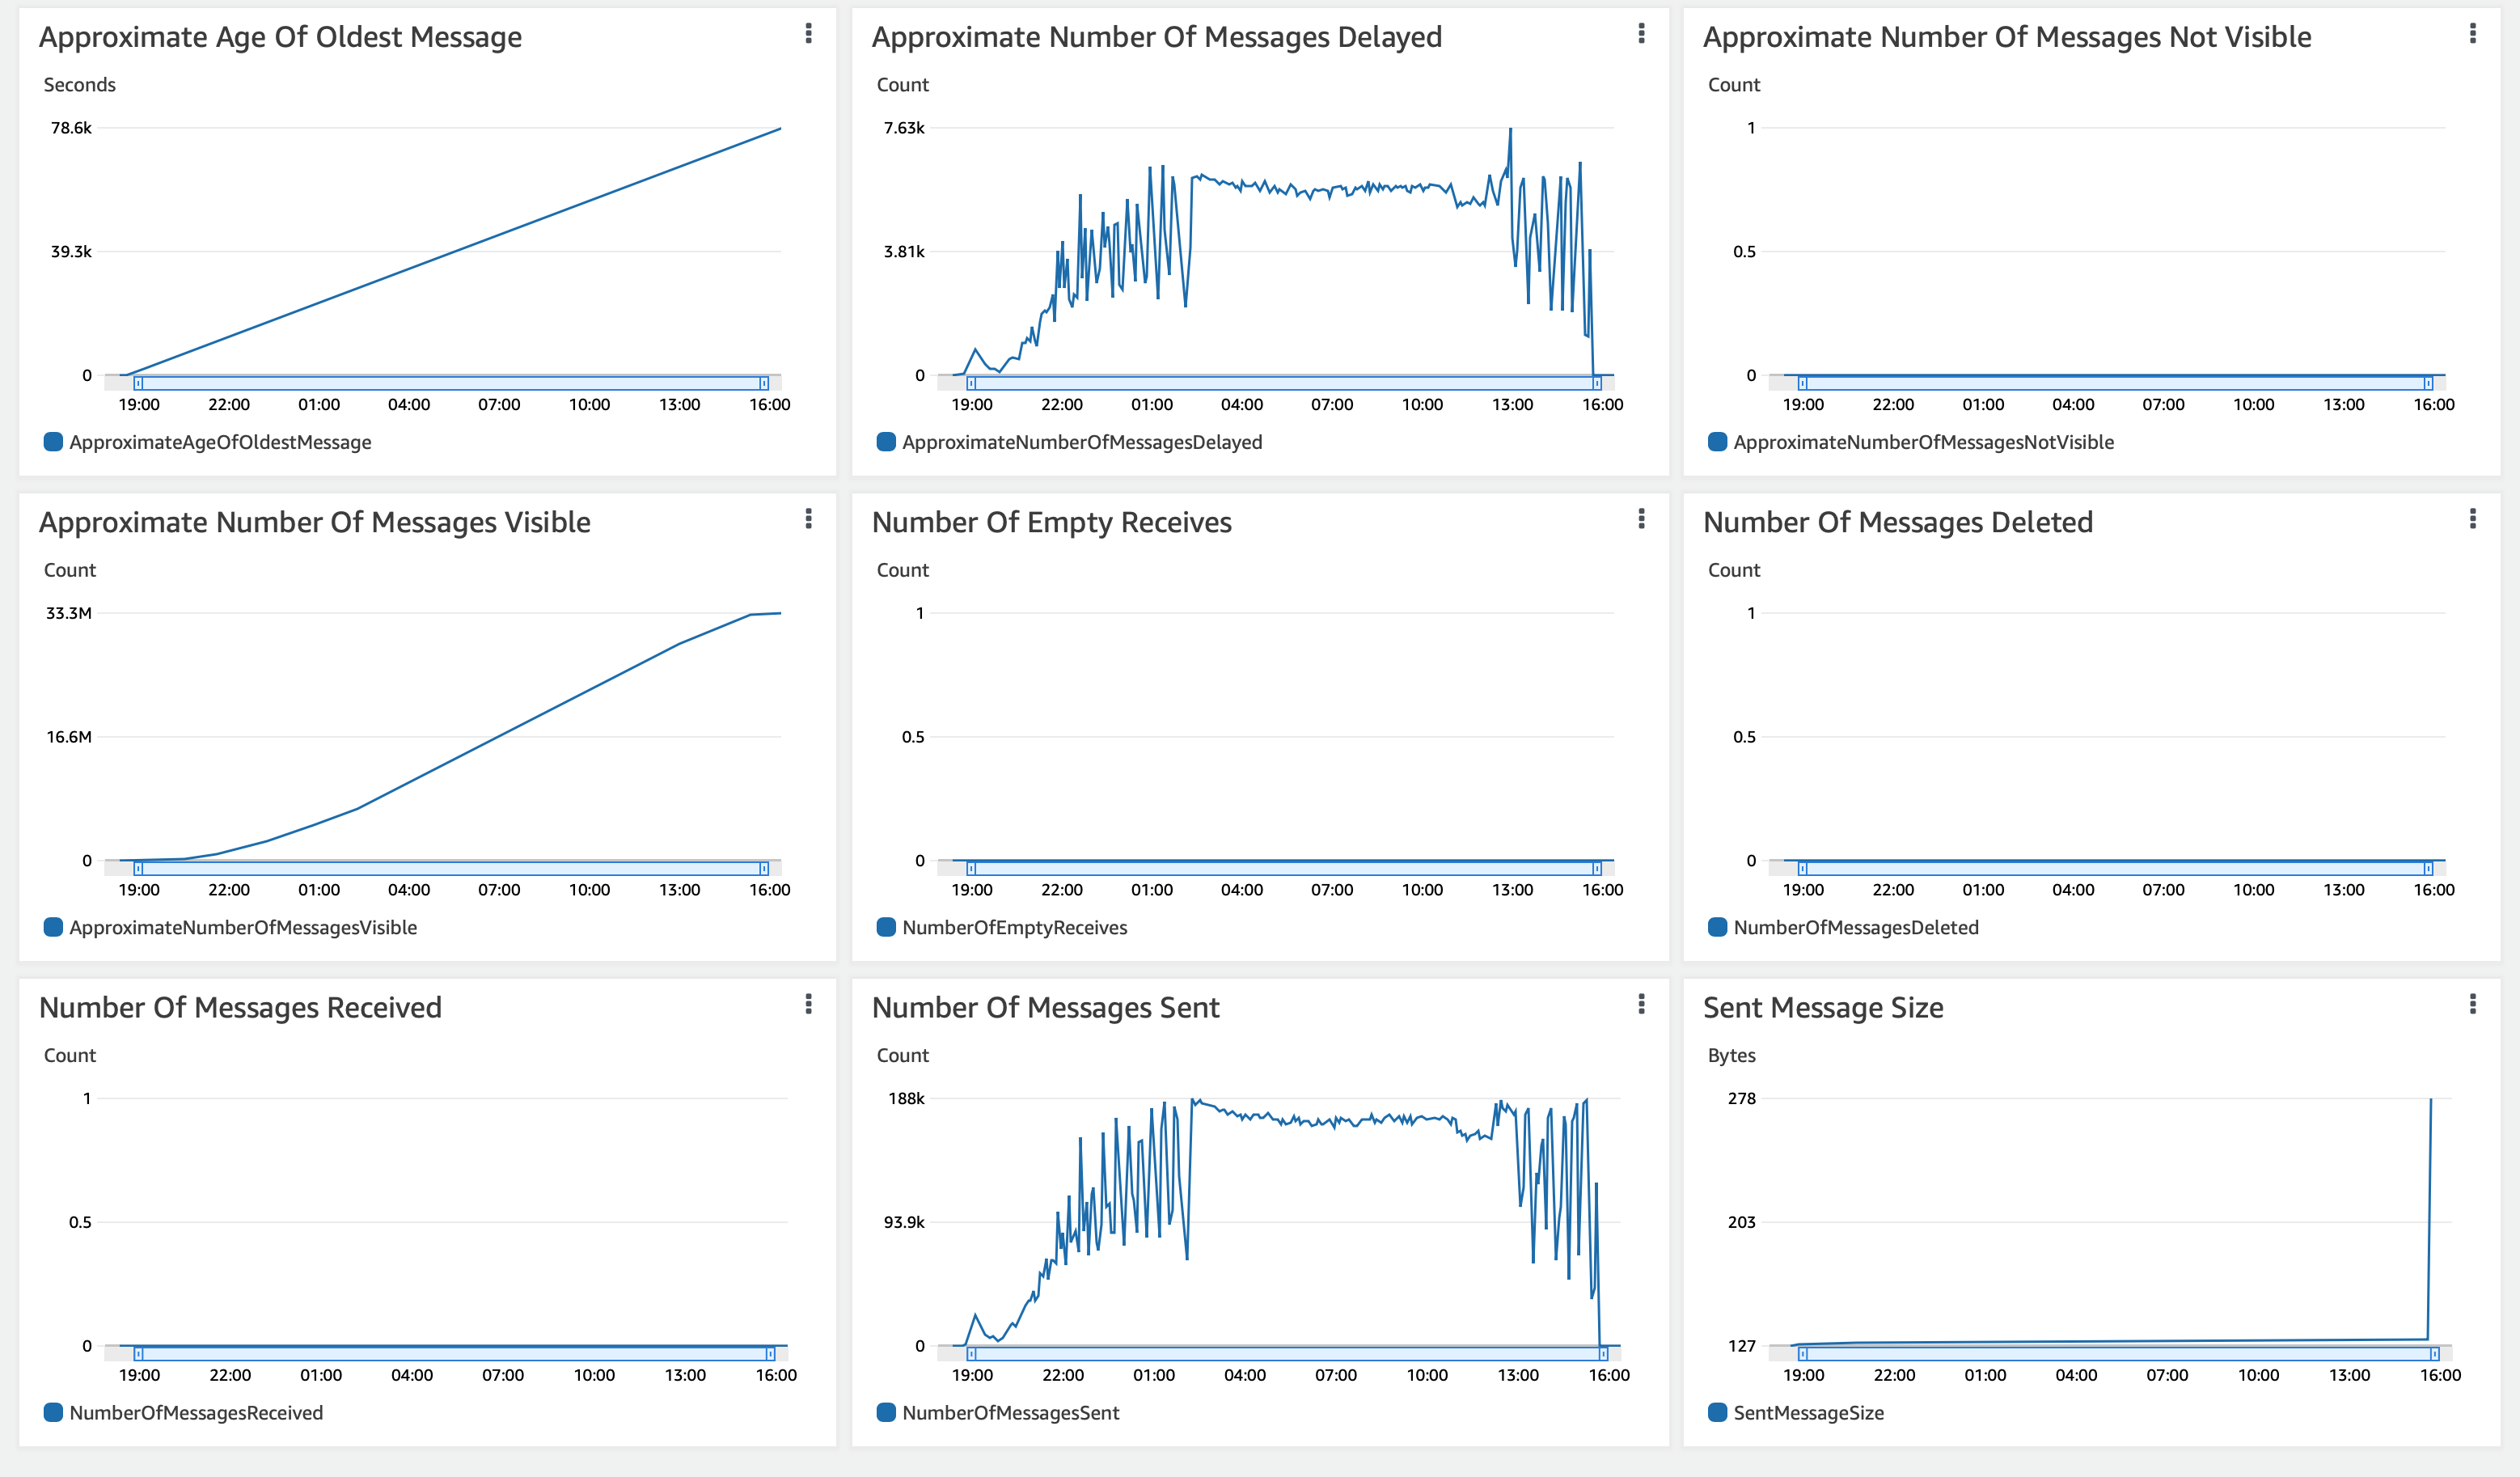 Approximate Age Of Oldest Message
Seconds
78.6k
39.3k
0
19:00 22:00 01:00 04:00 07:00 10:00 13:00 16:00
ApproximateAgeOfOldestMessage
Approximate Number Of Messages Delayed
Count
7.63k
3.81k
0
19:00 22:00 01:00 04:00 07:00 10:00 13:00 16:00
ApproximateNumberOfMessagesDelayed
Approximate Number Of Messages Not Visible
Count
1
0.5
0
19:00 22:00 01:00 04:00 07:00 10:00 13:00 16:00
ApproximateNumberOfMessagesNotVisible
Approximate Number Of Messages Visible
Count
33.3M
16.6M
0
19:00 22:00 01:00 04:00 07:00 10:00 13:00 16:00
ApproximateNumberOfMessagesVisible
Number Of Empty Receives
Count
1
0.5
0
19:00 22:00 01:00 04:00 07:00 10:00 13:00 16:00
NumberOfEmptyReceives
Number Of Messages Deleted
Count
1
0.5
0
19:00 22:00 01:00 04:00 07:00 10:00 13:00 16:00
NumberOfMessagesDeleted
Number Of Messages Received
Count
1
0.5
0
19:00 22:00 01:00 04:00 07:00 10:00 13:00 16:00
NumberOfMessagesReceived
Number Of Messages Sent
Count
188k
93.9k
0
19:00 22:00 01:00 04:00 07:00 10:00 13:00 16:00
NumberOfMessagesSent
Sent Message Size
Bytes
278
203
127
19:00 22:00 01:00 04:00 07:00 10:00 13:00 16:00
SentMessageSize